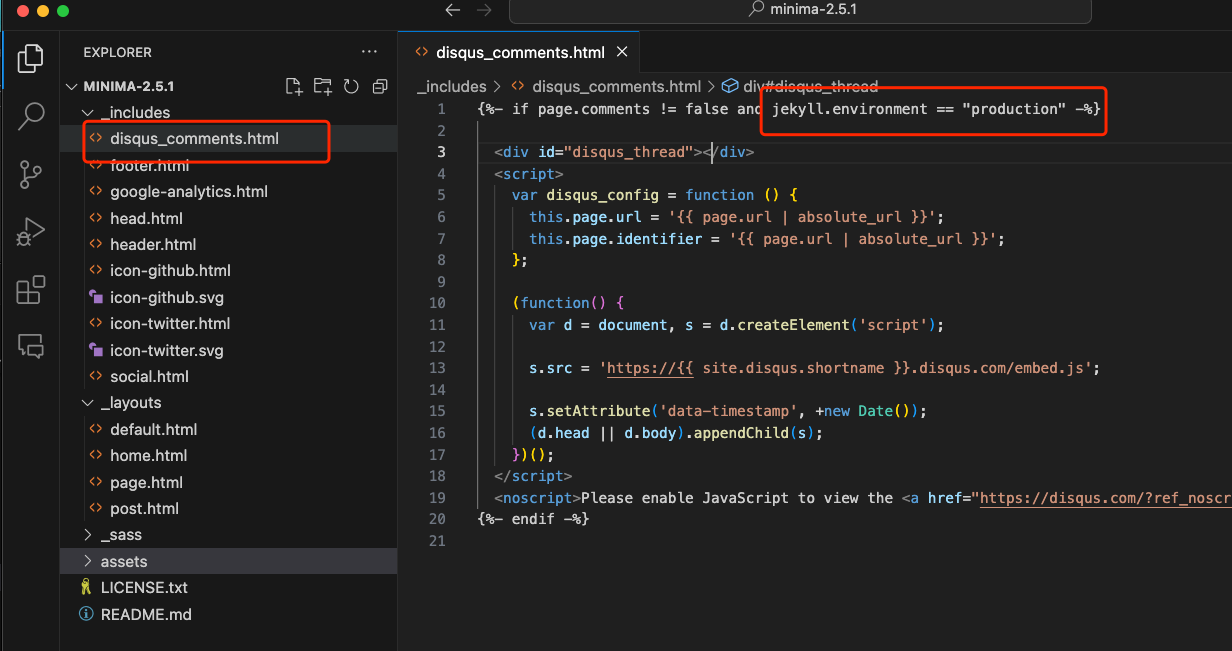 minima-2.5.1
EXPLORER
MINIMA-2.5.1
_includes
disqus_comments.html
footer.html
google-analytics.html
head.html
header.html
icon-github.html
icon-github.svg
icon-twitter.html
icon-twitter.svg
social.html
_layouts
default.html
home.html
page.html
post.html
_sass
assets
LICENSE.txt
README.md
disqus_comments.html
_includes > disqus_comments.html > div#disqus_thread
1 {%- if page.comments != false and jekyll.environment == "production" -%}
2
3 <div id="disqus_thread"></div>
4 <script>
5 var disqus_config = function () {
6 this.page.url = '{{ page.url | absolute_url }}';
7 this.page.identifier = '{{ page.url | absolute_url }}';
8 };
9
10 (function() {
11 var d = document, s = d.createElement('script');
12
13 s.src = 'https://{{ site.disqus.shortname }}.disqus.com/embed.js';
14
15 s.setAttribute('data-timestamp', +new Date());
16 (d.head || d.body).appendChild(s);
17 })();
18 </script>
19 <noscript>Please enable JavaScript to view the <a href="https://disqus.com/?ref_noscr
20 {%- endif -%}
21